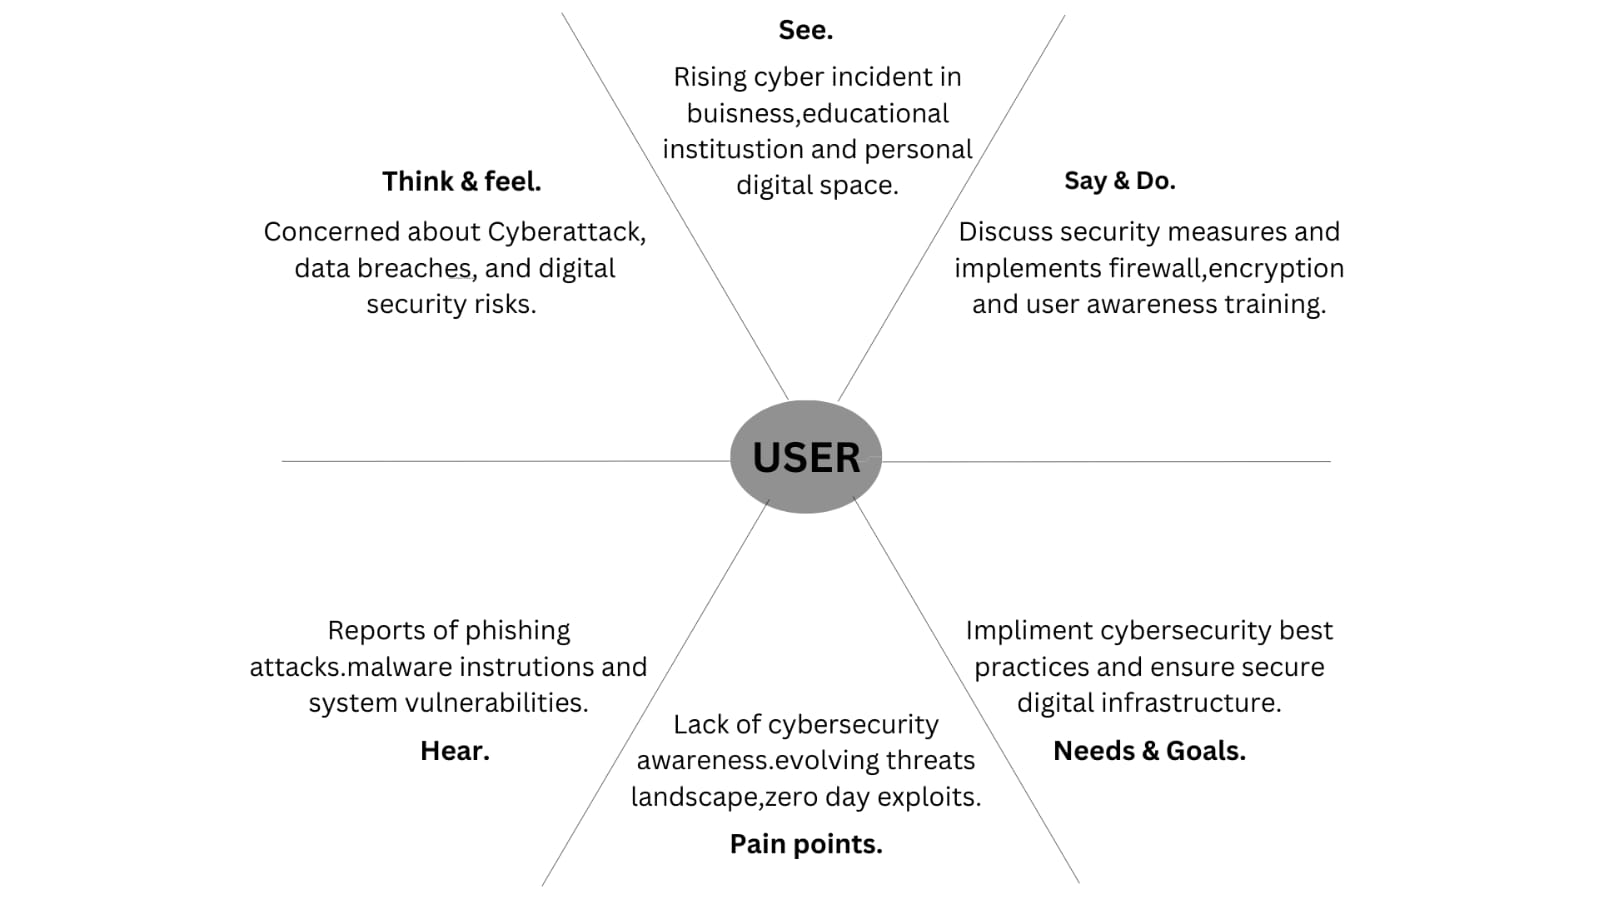 See.
Rising cyber incident in
buisness,educational
institustion and personal
digital space.
Think & feel.
Concerned about Cyberattack,
data breaches, and digital
security risks.
Say & Do.
Discuss security measures and
implements firewall,encryption
and user awareness training.
USER
Reports of phishing
attacks.malware instrutions and
system vulnerabilities.
Hear.
Lack of cybersecurity
awareness.evolving threats
landscape,zero day exploits.
Pain points.
Impliment cybersecurity best
practices and ensure secure
digital infrastructure.
Needs & Goals.